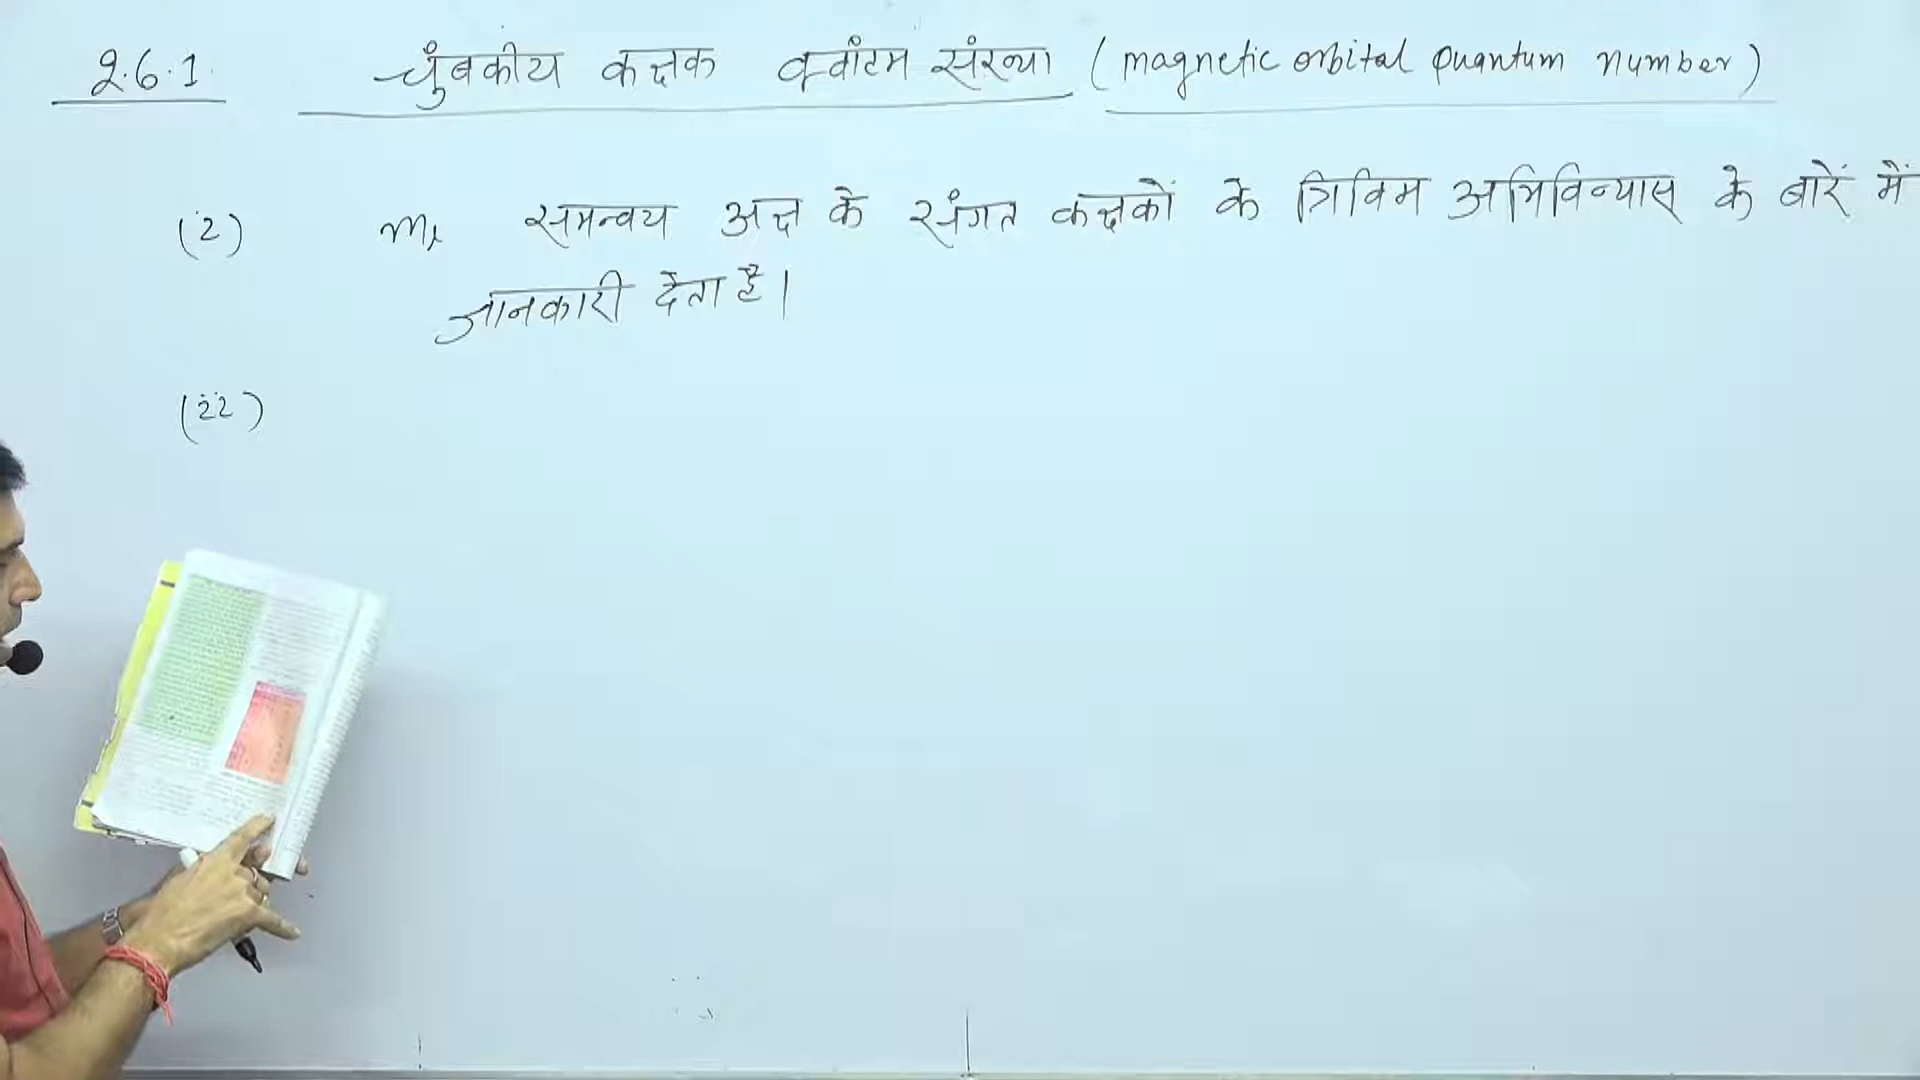 2.6.1. चुंबकीय कक्षक क्वांटम संख्या (magnetic orbital quantum number)
(i) mₗ समन्वय अक्ष के संगत कक्षकों के त्रिविम अभिविन्यास के बारें में
जानकारी देता है।
(ii)